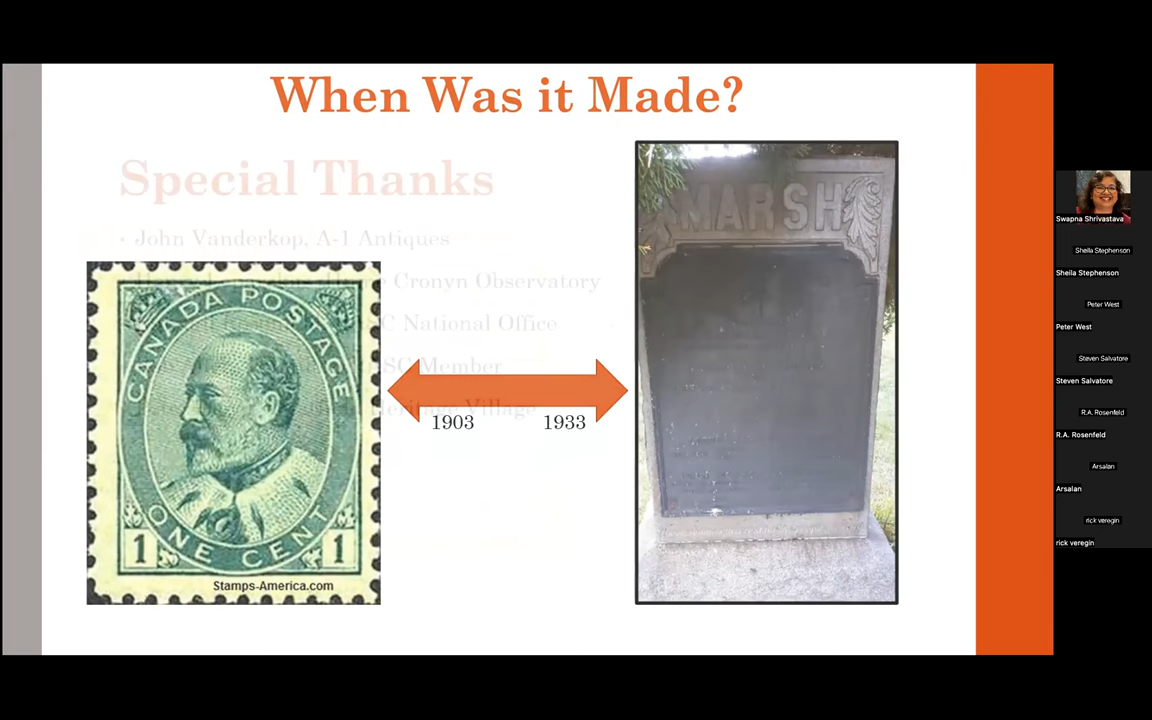 When Was it Made?
Special Thanks
• John Vanderkop, A-1 Antiques
Cronyn Observatory
National Office
Member
Heritage Village
CANADA POSTAGE
ONE CENT
1
1
Stamps-America.com
1903
1933
MARSH
Swapna Shrivastava
Sheila Stephenson
Sheila Stephenson
Peter West
Peter West
Steven Salvatore
Steven Salvatore
R.A. Rosenfeld
R.A. Rosenfeld
Arsalan
Arsalan
rick veregin
rick veregin